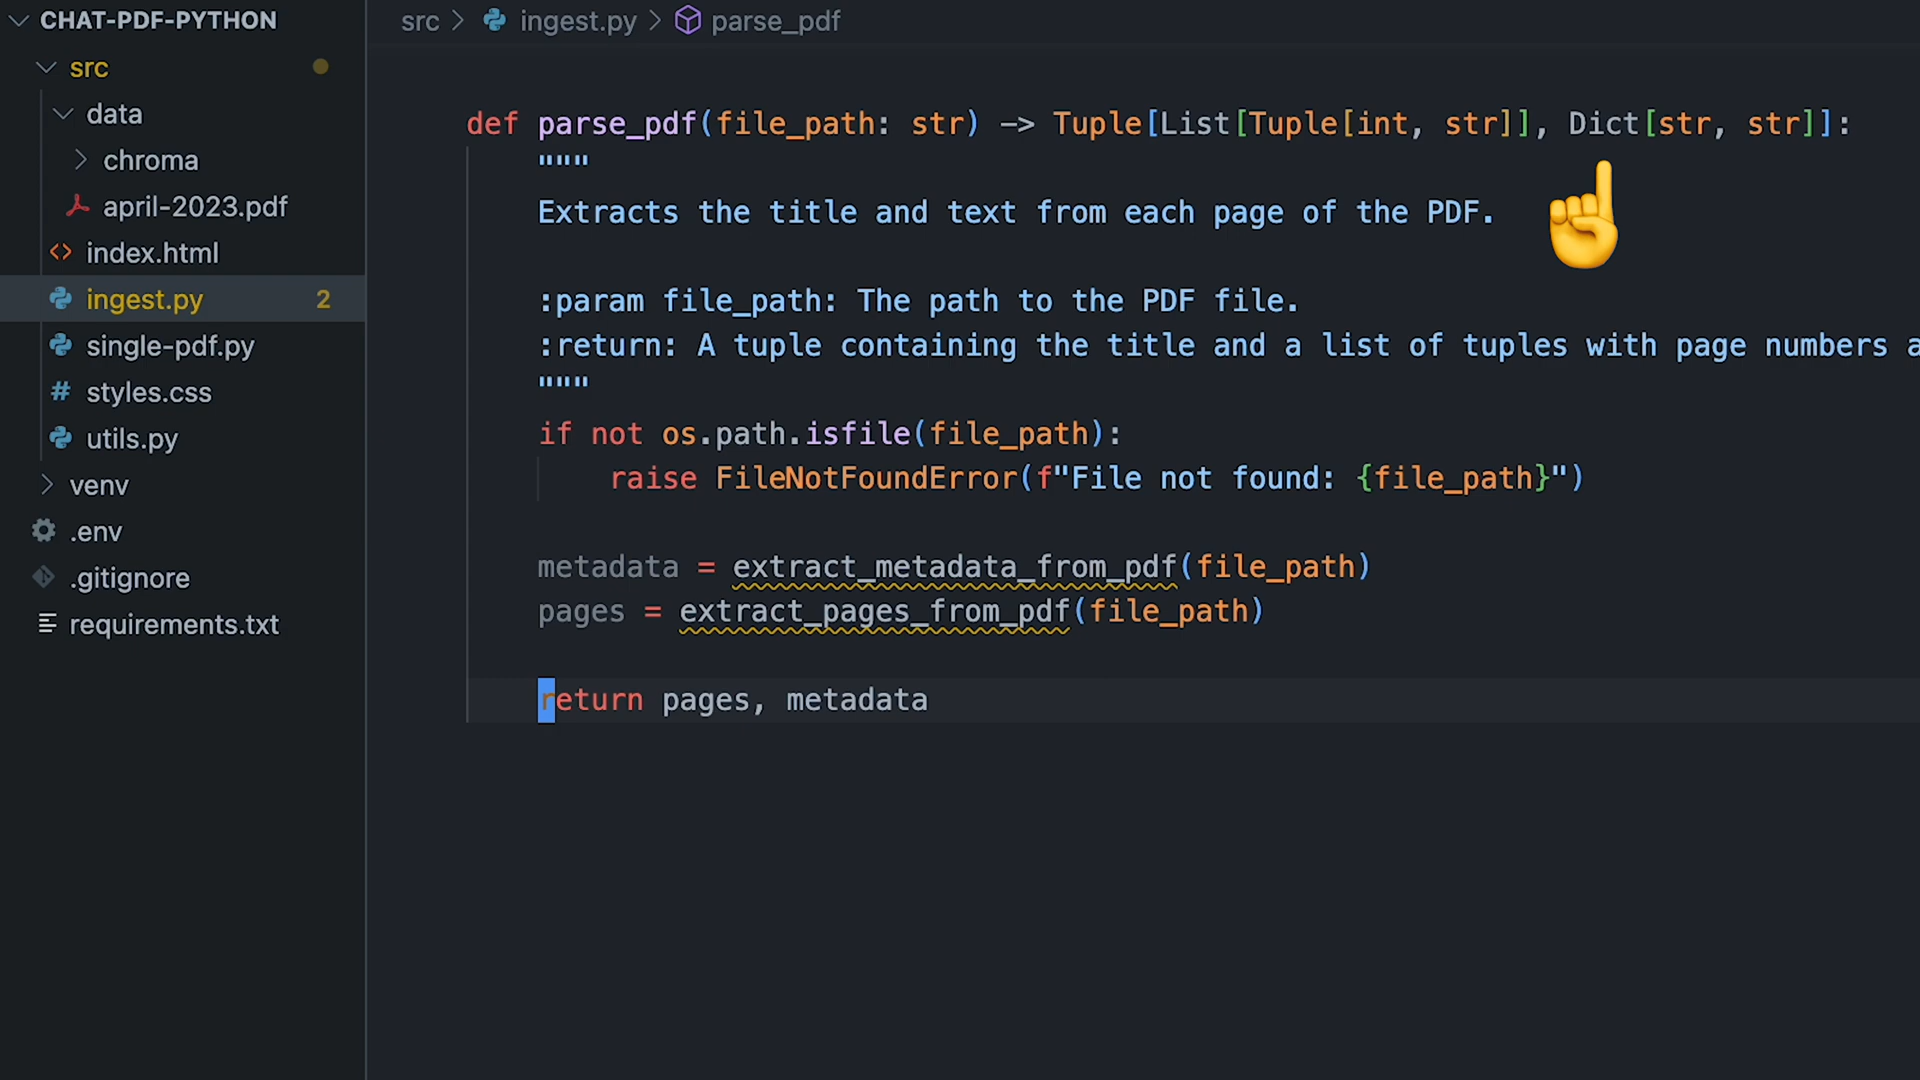 CHAT-PDF-PYTHON
src
data
chroma
april-2023.pdf
index.html
ingest.py 2
single-pdf.py
styles.css
utils.py
venv
.env
.gitignore
requirements.txt
src > ingest.py > parse_pdf
def parse_pdf(file_path: str) -> Tuple[List[Tuple[int, str]], Dict[str, str]]:
"""
Extracts the title and text from each page of the PDF.
:param file_path: The path to the PDF file.
:return: A tuple containing the title and a list of tuples with page numbers a
"""
if not os.path.isfile(file_path):
raise FileNotFoundError(f"File not found: {file_path}")
metadata = extract_metadata_from_pdf(file_path)
pages = extract_pages_from_pdf(file_path)
return pages, metadata